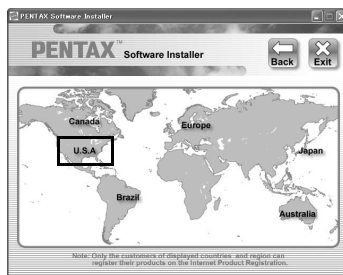 PENTAX Software Installer
PENTAX™ Software Installer
Back
Exit
Canada
Europe
U.S.A
Japan
Brazil
Australia
Note: Only the customers of displayed countries and region can
register their products on the Internet Product Registration.